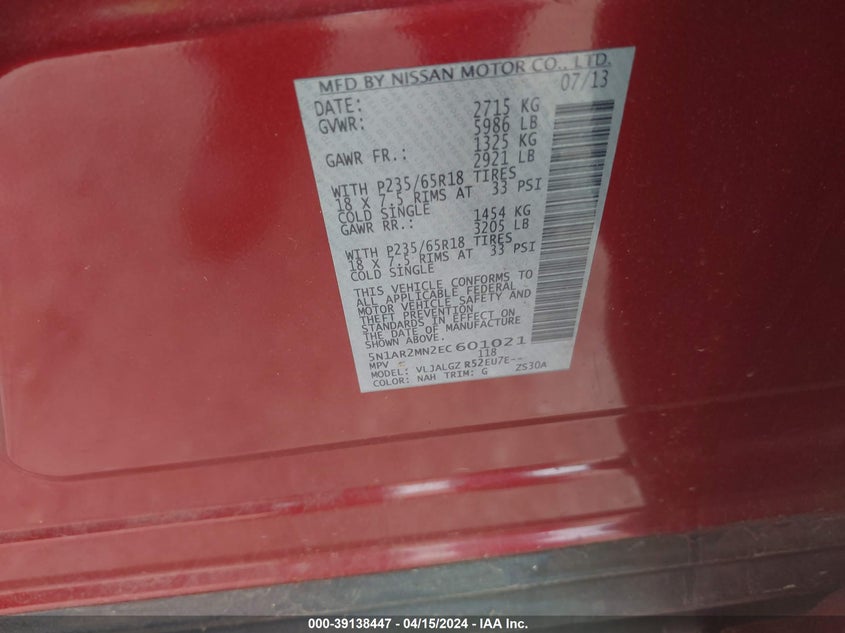 MFD BY NISSAN MOTOR CO., LTD.
DATE: 07/13
GVWR: 2715 KG
5986 LB
GAWR FR.: 1325 KG
2921 LB
WITH P235/65R18 TIRES
18 X 7.5 RIMS AT 33 PSI
COLD SINGLE
GAWR RR.: 1454 KG
3205 LB
WITH P235/65R18 TIRES
18 X 7.5 RIMS AT 33 PSI
COLD SINGLE
THIS VEHICLE CONFORMS TO
ALL APPLICABLE FEDERAL
MOTOR VEHICLE SAFETY AND
THEFT PREVENTION
STANDARDS IN EFFECT ON
THE DATE OF MANUFACTURE
SHOWN ABOVE.
5N1AR2MN2EC601021
MPV 118
MODEL: VLJALGZ R52EU7E--
COLOR: NAH TRIM: G ZS30A
000-39138447 - 04/15/2024 - IAA Inc.